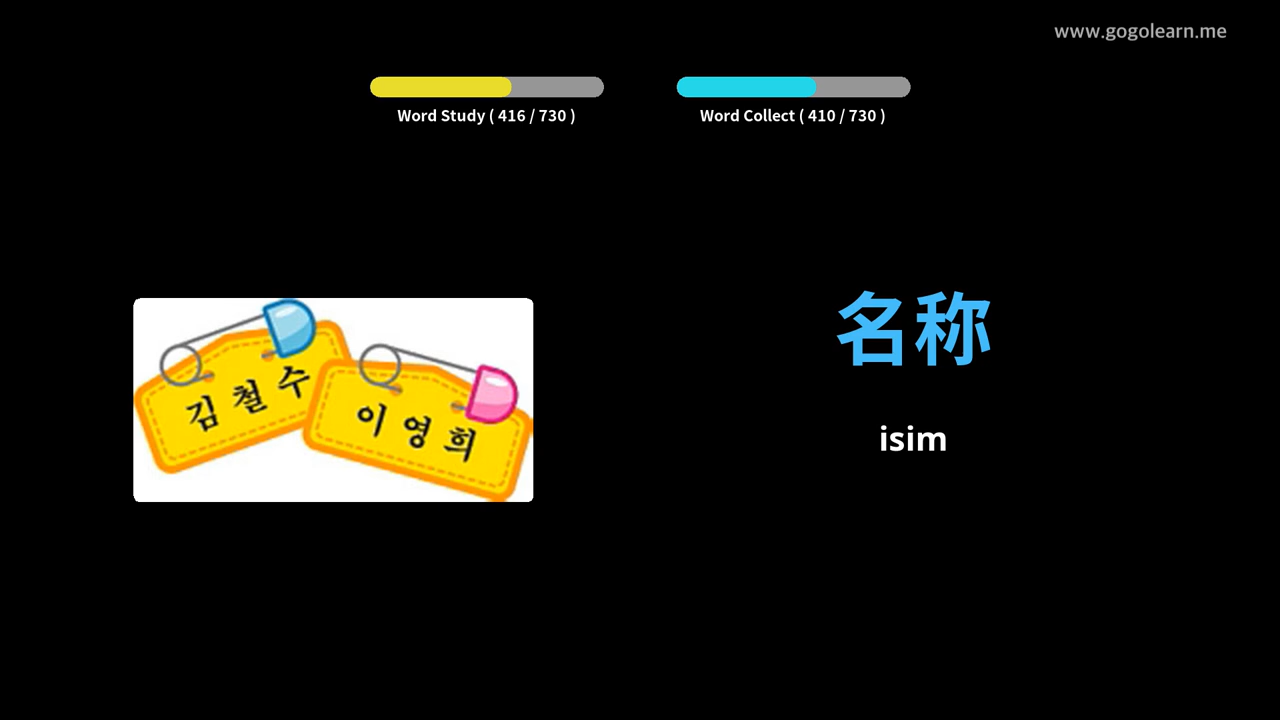 www.gogolearn.me
Word Study ( 416 / 730 )
Word Collect ( 410 / 730 )
김철수
이영희
名称
isim